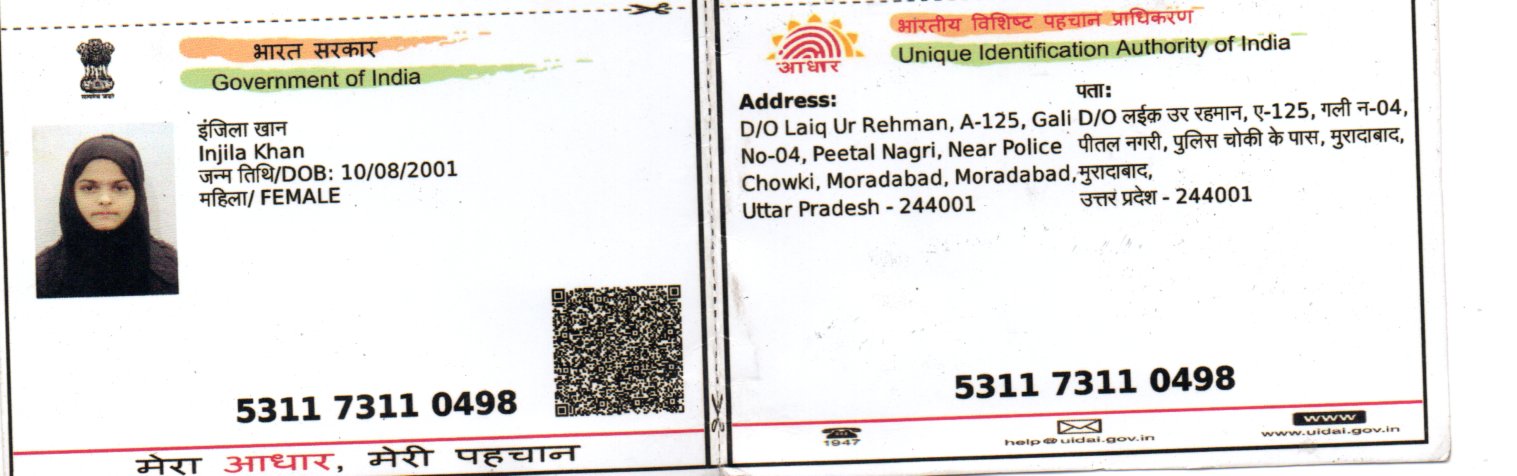 भारत सरकार
Government of India
इंजिला खान
Injila Khan
जन्म तिथि/DOB: 10/08/2001
महिला/ FEMALE
5311 7311 0498
मेरा आधार, मेरी पहचान
आधार
भारतीय विशिष्ट पहचान प्राधिकरण
Unique Identification Authority of India
Address:
D/O Laiq Ur Rehman, A-125, Gali
No-04, Peetal Nagri, Near Police
Chowki, Moradabad, Moradabad,
Uttar Pradesh - 244001
पता:
D/O लईक़ उर रहमान, ए-125, गली न-04,
पीतल नगरी, पुलिस चोकी के पास, मुरादाबाद,
मुरादाबाद,
उत्तर प्रदेश - 244001
5311 7311 0498
1947
help@uidai.gov.in
www
www.uidai.gov.in